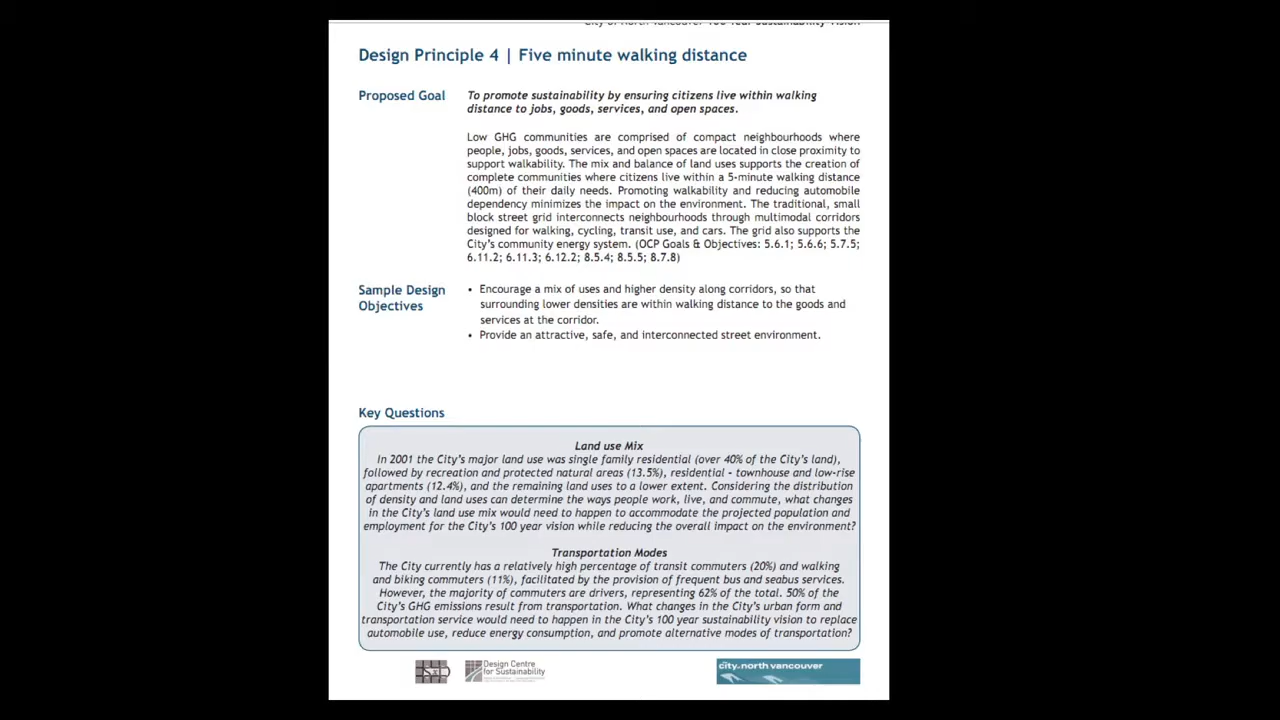 City of North Vancouver 100 Year Sustainability Vision
Design Principle 4 | Five minute walking distance
Proposed Goal
To promote sustainability by ensuring citizens live within walking
distance to jobs, goods, services, and open spaces.
Low GHG communities are comprised of compact neighbourhoods where
people, jobs, goods, services, and open spaces are located in close proximity to
support walkability. The mix and balance of land uses supports the creation of
complete communities where citizens live within a 5-minute walking distance
(400m) of their daily needs. Promoting walkability and reducing automobile
dependency minimizes the impact on the environment. The traditional, small
block street grid interconnects neighbourhoods through multimodal corridors
designed for walking, cycling, transit use, and cars. The grid also supports the
City's community energy system. (OCP Goals & Objectives: 5.6.1; 5.6.6; 5.7.5;
6.11.2; 6.11.3; 6.12.2; 8.5.4; 8.5.5; 8.7.8)
Sample Design
Objectives
• Encourage a mix of uses and higher density along corridors, so that
surrounding lower densities are within walking distance to the goods and
services at the corridor.
• Provide an attractive, safe, and interconnected street environment.
Key Questions
Land use Mix
In 2001 the City's major land use was single family residential (over 40% of the City's land),
followed by recreation and protected natural areas (13.5%), residential - townhouse and low-rise
apartments (12.4%), and the remaining land uses to a lower extent. Considering the distribution
of density and land uses can determine the ways people work, live, and commute, what changes
in the City's land use mix would need to happen to accommodate the projected population and
employment for the City's 100 year vision while reducing the overall impact on the environment?
Transportation Modes
The City currently has a relatively high percentage of transit commuters (20%) and walking
and biking commuters (11%), facilitated by the provision of frequent bus and seabus services.
However, the majority of commuters are drivers, representing 62% of the total. 50% of the
City's GHG emissions result from transportation. What changes in the City's urban form and
transportation service would need to happen in the City's 100 year sustainability vision to replace
automobile use, reduce energy consumption, and promote alternative modes of transportation?
Design Centre
for Sustainability
the city of north vancouver